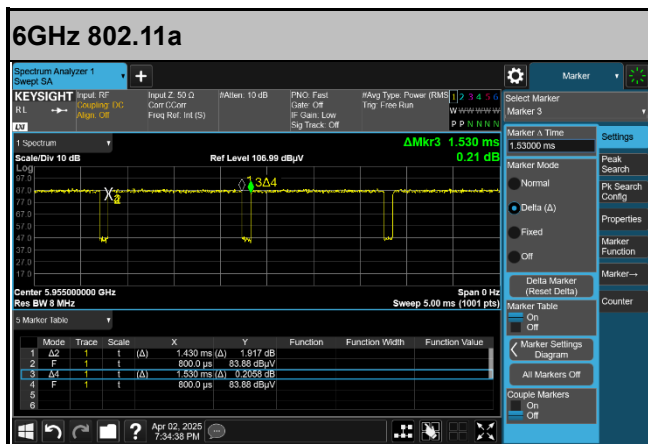 6GHz 802.11a
Spectrum Analyzer 1
Swept SA
Marker
KEYSIGHT Input: RF Input Z: 50 Ω #Atten: 10 dB PNO: Fast #Avg Type: Power (RMS 1 2 3 4 5 6
RL Coupling: DC Corr CCorr Gate: Off Trig: Free Run W W W W W W
Align: Off Freq Ref: Int (S) IF Gain: Low P P N N N N
LXI Sig Track: Off
Select Marker
Marker 3
1 Spectrum
ΔMkr3 1.530 ms
Scale/Div 10 dB Ref Level 106.99 dBµV 0.21 dB
Log
97.0
87.0
77.0
67.0
57.0
47.0
37.0
27.0
17.0
3Δ4
Center 5.955000000 GHz Span 0 Hz
Res BW 8 MHz Sweep 5.00 ms (1001 pts)
5 Marker Table
Mode Trace Scale X Y Function Function Width Function Value
1 Δ2 1 t (Δ) 1.430 ms (Δ) 1.917 dB
2 F 1 t 800.0 µs 83.88 dBµV
3 Δ4 1 t (Δ) 1.530 ms (Δ) 0.2058 dB
4 F 1 t 800.0 µs 83.88 dBµV
5
6
Marker Δ Time
1.53000 ms
Marker Mode
Normal
Delta (Δ)
Fixed
Off
Delta Marker
(Reset Delta)
Marker Table
On
Off
Marker Settings
Diagram
All Markers Off
Couple Markers
On
Off
Settings
Peak
Search
Pk Search
Config
Properties
Marker
Function
Marker→
Counter
? Apr 02, 2025
7:34:38 PM